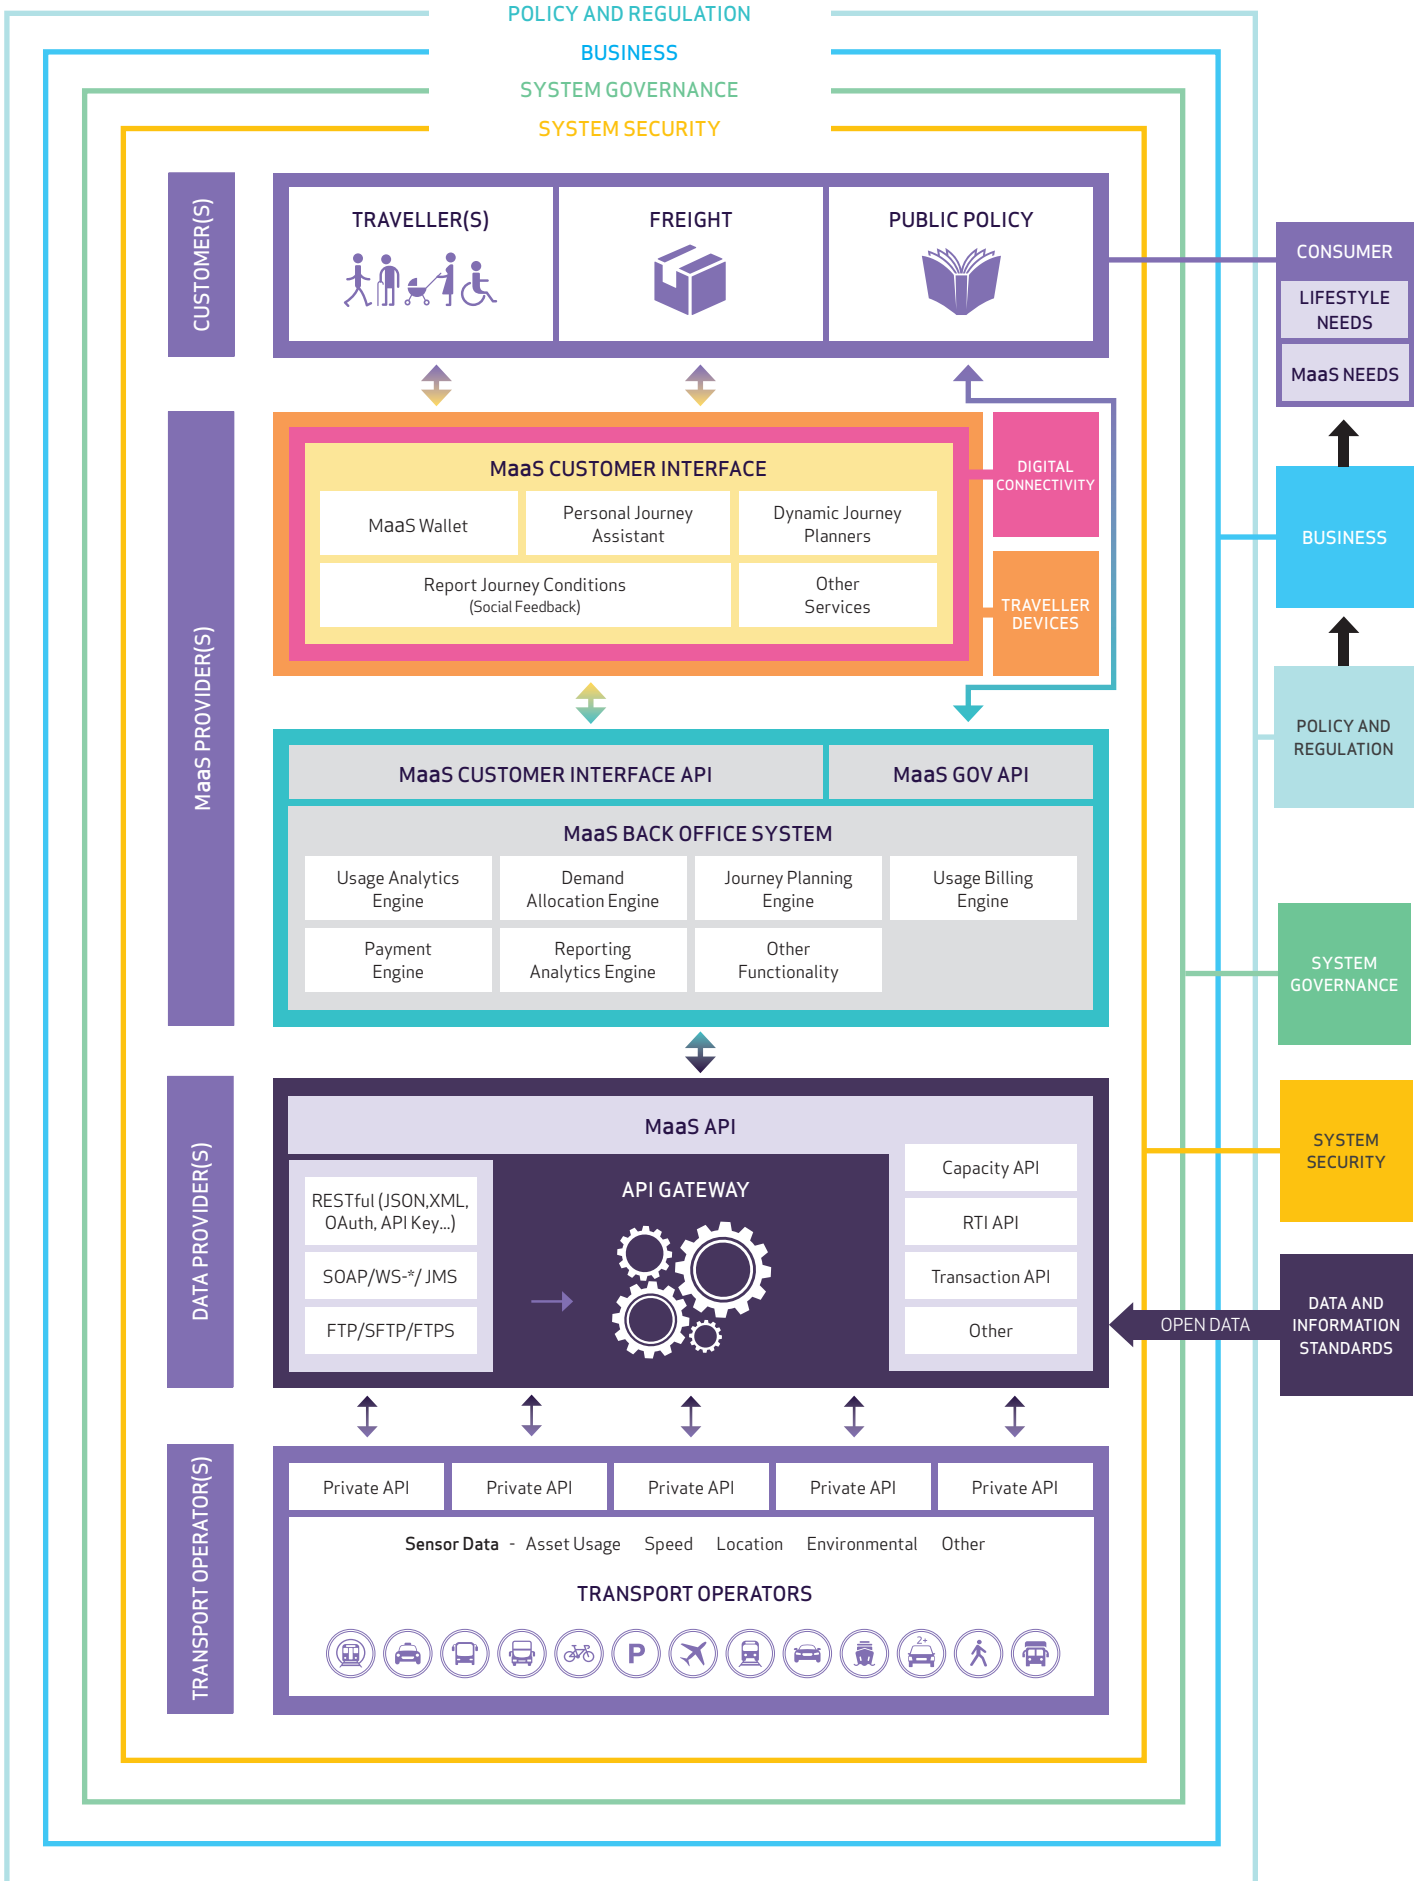 POLICY AND REGULATION
BUSINESS
SYSTEM GOVERNANCE
SYSTEM SECURITY
CUSTOMER(S)
TRAVELLER(S)
FREIGHT
PUBLIC POLICY
CONSUMER
LIFESTYLE
NEEDS
MaaS NEEDS
MaaS PROVIDER(S)
MaaS CUSTOMER INTERFACE
MaaS Wallet
Personal Journey
Assistant
Dynamic Journey
Planners
Report Journey Conditions
(Social Feedback)
Other
Services
DIGITAL
CONNECTIVITY
TRAVELLER
DEVICES
BUSINESS
POLICY AND
REGULATION
MaaS CUSTOMER INTERFACE API
MaaS GOV API
MaaS BACK OFFICE SYSTEM
Usage Analytics
Engine
Demand
Allocation Engine
Journey Planning
Engine
Usage Billing
Engine
Payment
Engine
Reporting
Analytics Engine
Other
Functionality
SYSTEM
GOVERNANCE
DATA PROVIDER(S)
MaaS API
RESTful (JSON,XML,
OAuth, API Key...)
SOAP/WS-*/ JMS
FTP/SFTP/FTPS
API GATEWAY
Capacity API
RTI API
Transaction API
Other
SYSTEM
SECURITY
OPEN DATA
DATA AND
INFORMATION
STANDARDS
TRANSPORT OPERATOR(S)
Private API
Private API
Private API
Private API
Private API
Sensor Data - Asset Usage Speed Location Environmental Other
TRANSPORT OPERATORS
P
2+